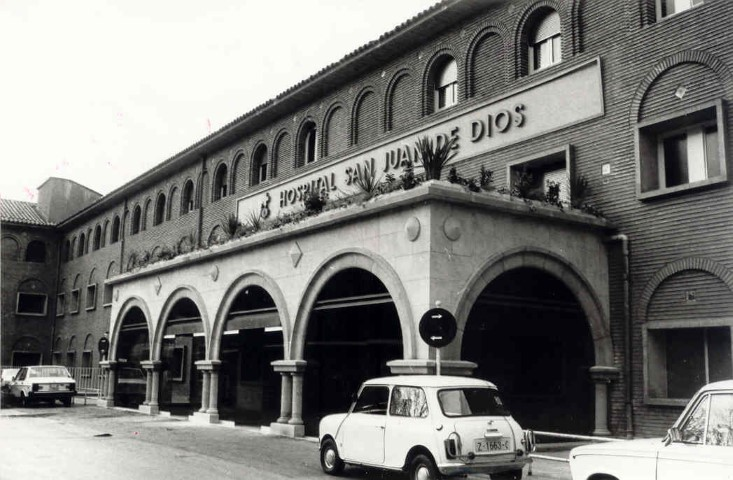 HOSPITAL SAN JUAN DE DIOS
Z-1663-C